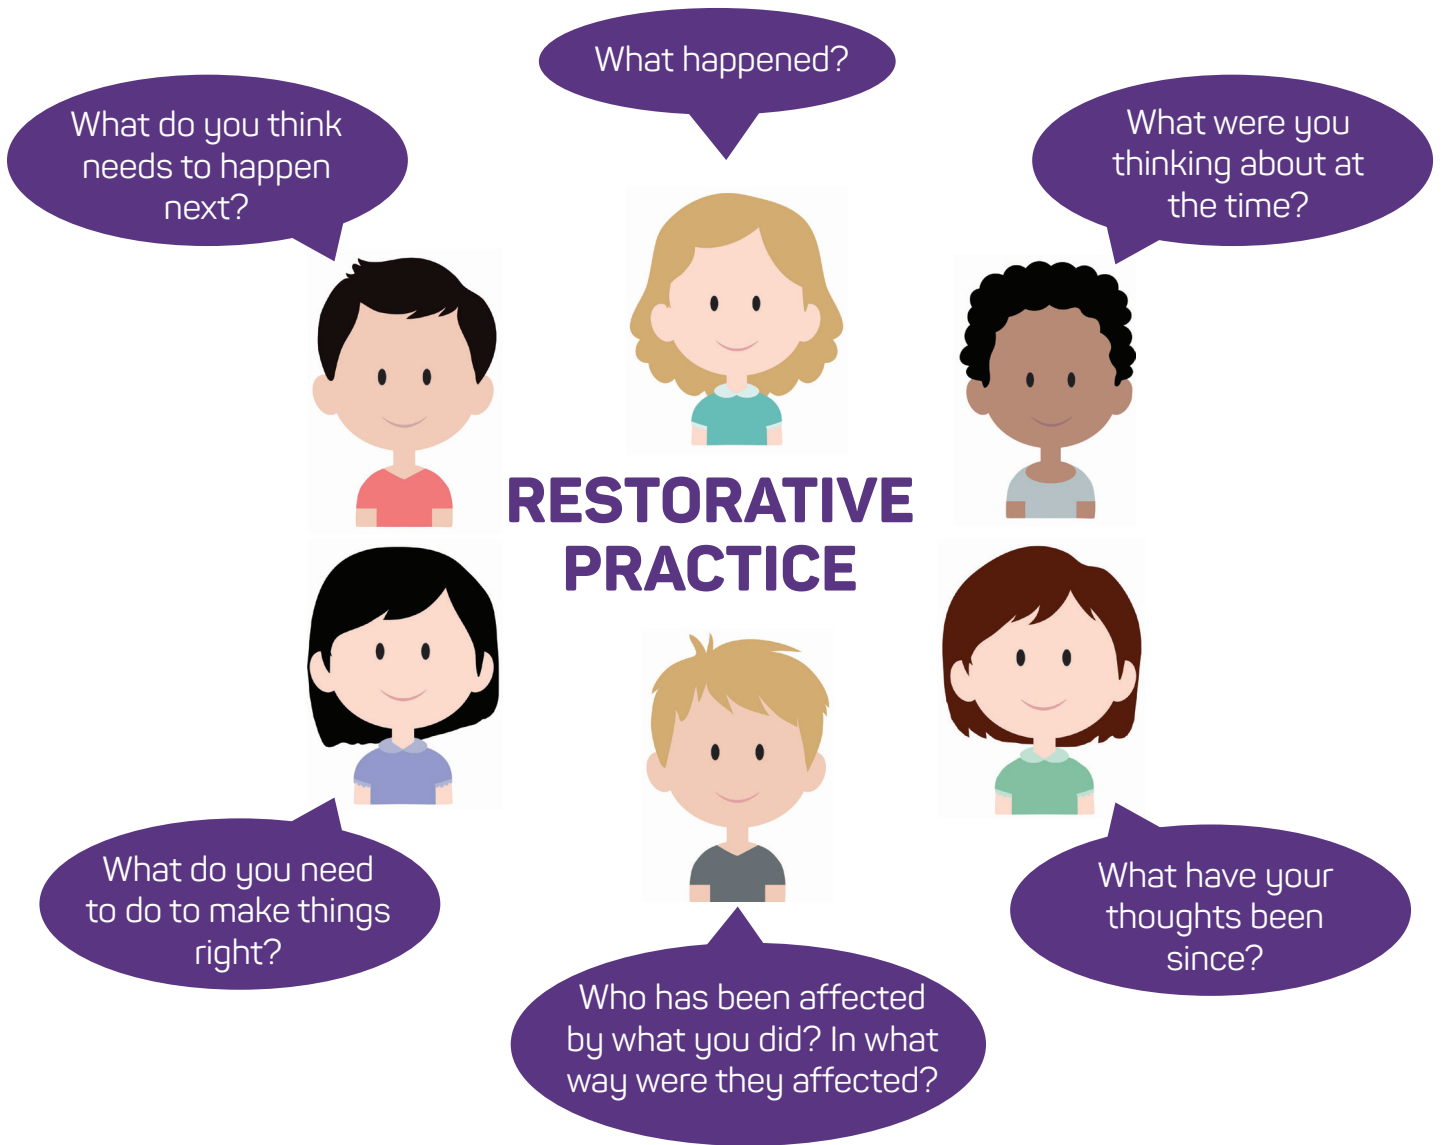 What happened?
What were you
thinking about at
the time?
What have your
thoughts been
since?
Who has been affected
by what you did? In what
way were they affected?
What do you need
to do to make things
right?
What do you think
needs to happen
next?
RESTORATIVE
PRACTICE